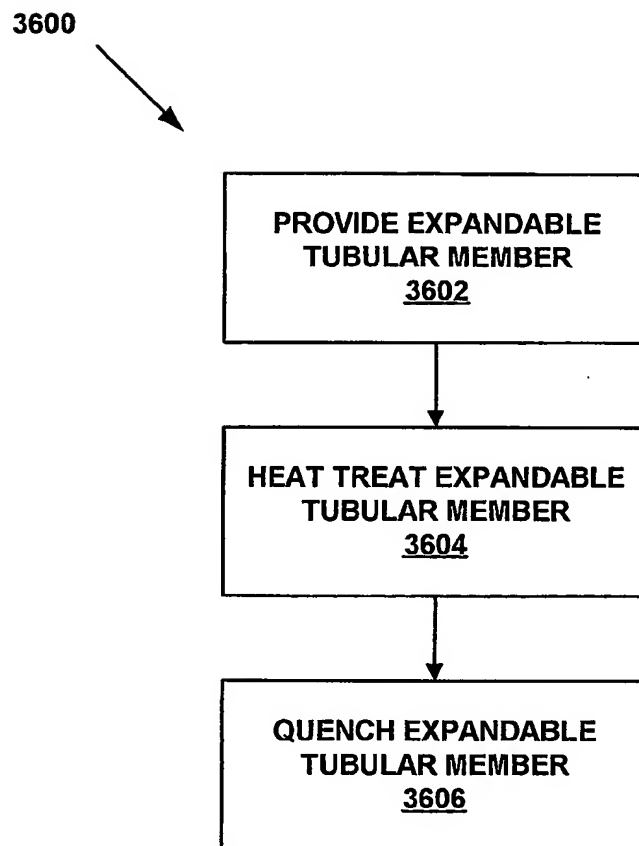 3600
PROVIDE EXPANDABLE
TUBULAR MEMBER
3602
HEAT TREAT EXPANDABLE
TUBULAR MEMBER
3604
QUENCH EXPANDABLE
TUBULAR MEMBER
3606